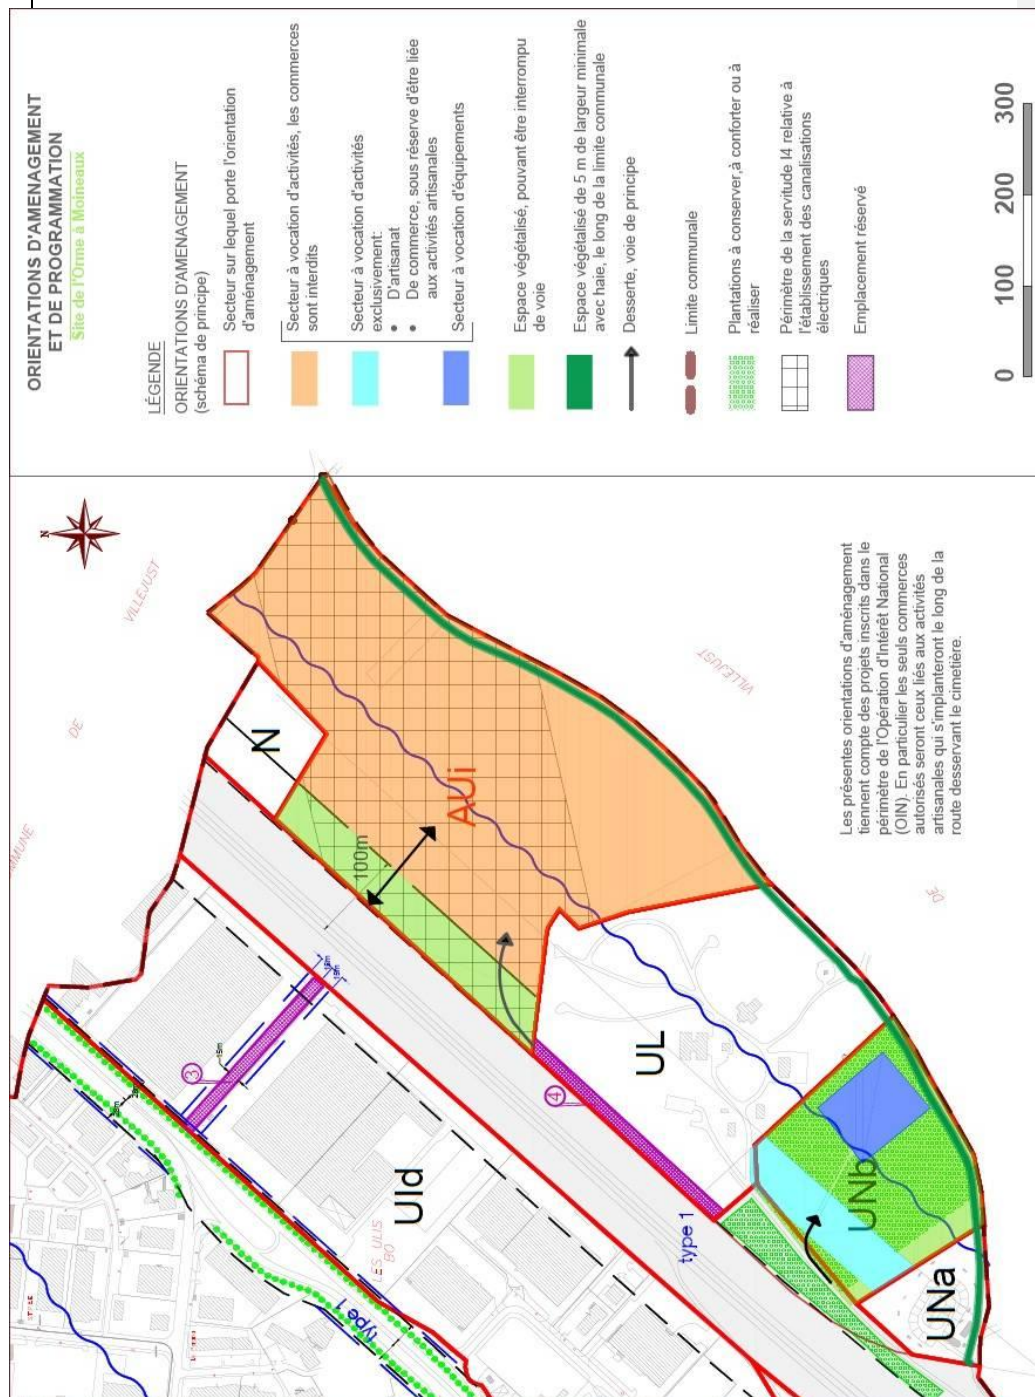 ORIENTATIONS D'AMENAGEMENT
ET DE PROGRAMMATION
Site de l'Orme à Moineaux
LÉGENDE
ORIENTATIONS D'AMENAGEMENT
(schéma de principe)
Secteur sur lequel porte l'orientation
d'aménagement
Secteur à vocation d'activités, les commerces
sont interdits
Secteur à vocation d'activités
exclusivement:
• D'artisanat
• De commerce, sous réserve d'être liée
aux activités artisanales
Secteur à vocation d'équipements
Espace végétalisé, pouvant être interrompu
de voie
Espace végétalisé de 5 m de largeur minimale
avec haie, le long de la limite communale
Desserte, voie de principe
Limite communale
Plantations à conserver,à conforter ou à
réaliser
Périmètre de la servitude I4 relative à
l'établissement des canalisations
électriques
Emplacement réservé
0 100 200 300
N
VILLEJUST
DE
MMUNE
N
AUi
100m
VILLEJUST
DE
3
15m
4
UL
UId
LES ULIS
type 1
type 1
UNb
UNa
Les présentes orientations d'aménagement
tiennent compte des projets inscrits dans le
périmètre de l'Opération d'Intérêt National
(OIN). En particulier les seuls commerces
autorisés seront ceux liés aux activités
artisanales qui s'implanteront le long de la
route desservant le cimetière.